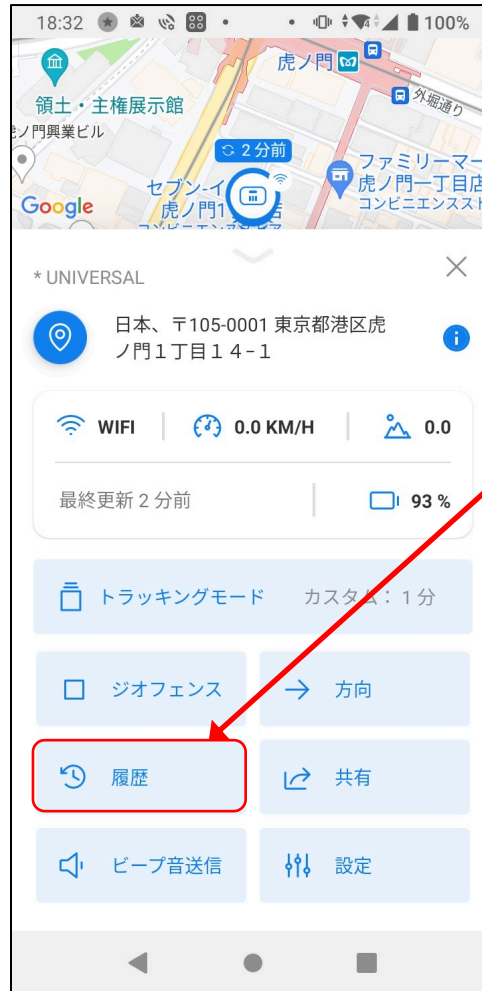 18:32
100%
虎ノ門
領土・主権展示館
外堀通り
ノ門興業ビル
2 分前
ファミリーマー
虎ノ門一丁目店
コンビニエンススト
セブン-イ
虎ノ門1
Google
* UNIVERSAL
日本、〒105-0001 東京都港区虎
ノ門１丁目１４−１
WIFI
0.0 KM/H
0.0
最終更新 2 分前
93 %
トラッキングモード
カスタム： 1 分
ジオフェンス
方向
履歴
共有
ビープ音送信
設定